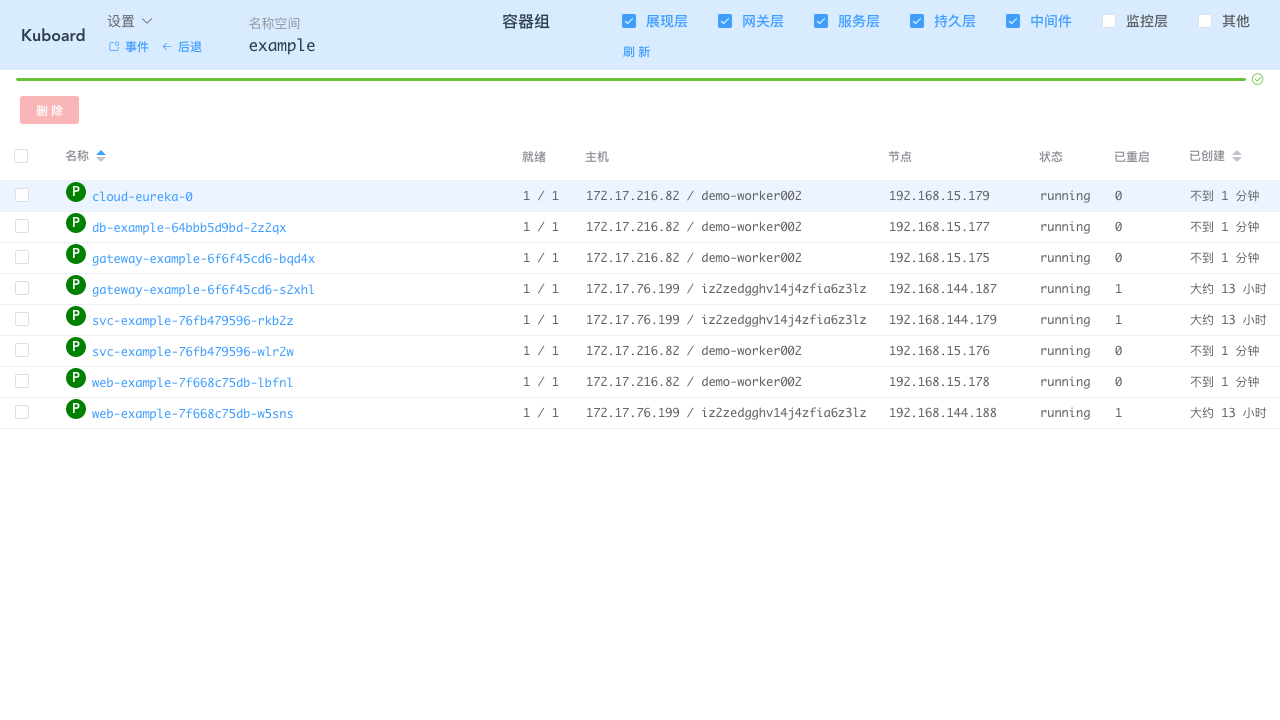 Kuboard
设置
事件 后退
名称空间
example
容器组
展现层 网关层 服务层 持久层 中间件 监控层 其他
刷 新
删 除
名称 就绪 主机 节点 状态 已重启 已创建
P cloud-eureka-0 1 / 1 172.17.216.82 / demo-worker002 192.168.15.179 running 0 不到 1 分钟
P db-example-64bbb5d9bd-2z2qx 1 / 1 172.17.216.82 / demo-worker002 192.168.15.177 running 0 不到 1 分钟
P gateway-example-6f6f45cd6-bqd4x 1 / 1 172.17.216.82 / demo-worker002 192.168.15.175 running 0 不到 1 分钟
P gateway-example-6f6f45cd6-s2xhl 1 / 1 172.17.76.199 / iz2zedgghv14j4zfia6z3lz 192.168.144.187 running 1 大约 13 小时
P svc-example-76fb479596-rkb2z 1 / 1 172.17.76.199 / iz2zedgghv14j4zfia6z3lz 192.168.144.179 running 1 大约 13 小时
P svc-example-76fb479596-wlr2w 1 / 1 172.17.216.82 / demo-worker002 192.168.15.176 running 0 不到 1 分钟
P web-example-7f668c75db-lbfnl 1 / 1 172.17.216.82 / demo-worker002 192.168.15.178 running 0 不到 1 分钟
P web-example-7f668c75db-w5sns 1 / 1 172.17.76.199 / iz2zedgghv14j4zfia6z3lz 192.168.144.188 running 1 大约 13 小时